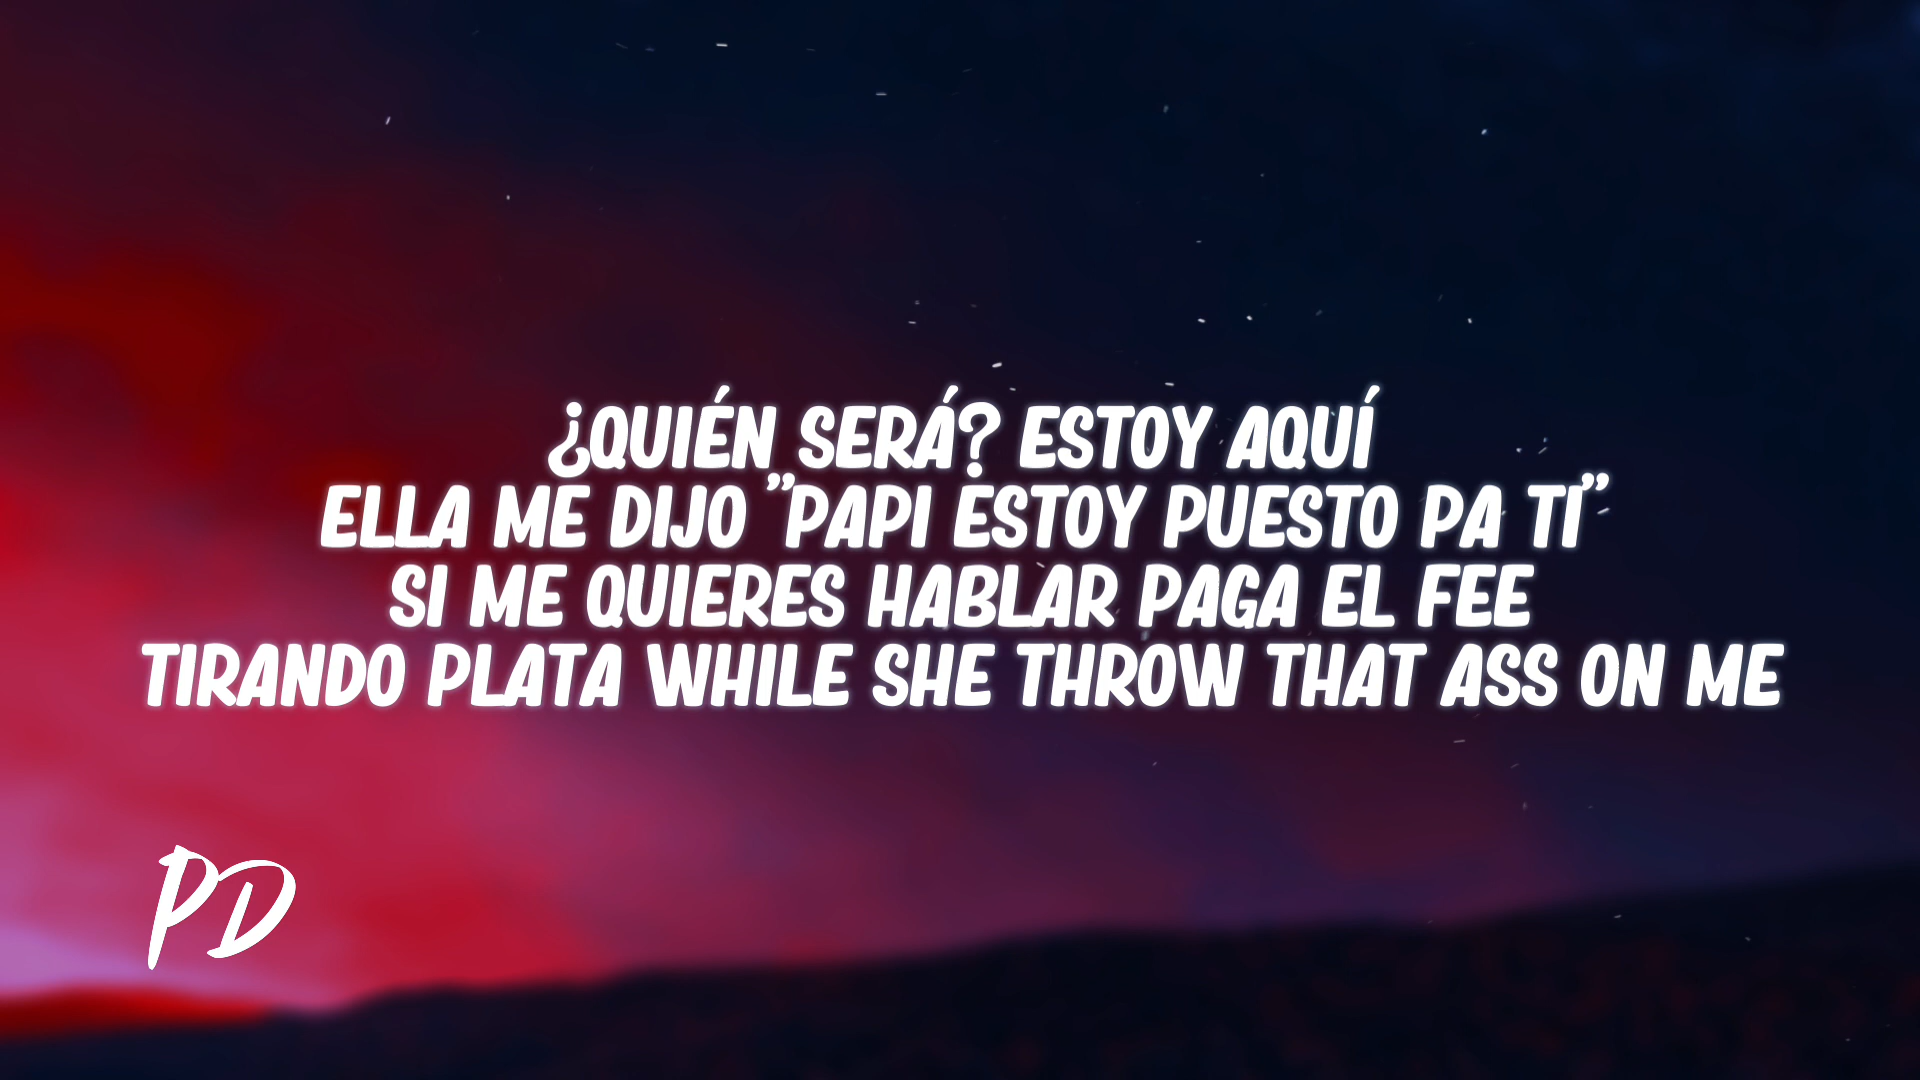 ¿QUIÉN SERÁ? ESTOY AQUÍ
ELLA ME DIJO "PAPI ESTOY PUESTO PA TI"
SI ME QUIERES HABLAR PAGA EL FEE
TIRANDO PLATA WHILE SHE THROW THAT ASS ON ME
PD